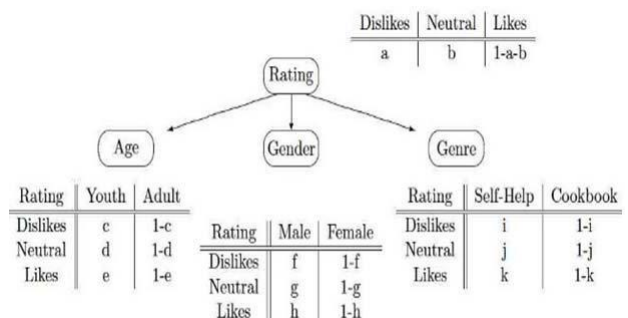 Dislikes Neutral Likes
a b 1-a-b
Rating
Age Gender Genre
Rating Youth Adult
Dislikes c 1-c
Neutral d 1-d
Likes e 1-e
Rating Male Female
Dislikes f 1-f
Neutral g 1-g
Likes h 1-h
Rating Self-Help Cookbook
Dislikes i 1-i
Neutral j 1-j
Likes k 1-k